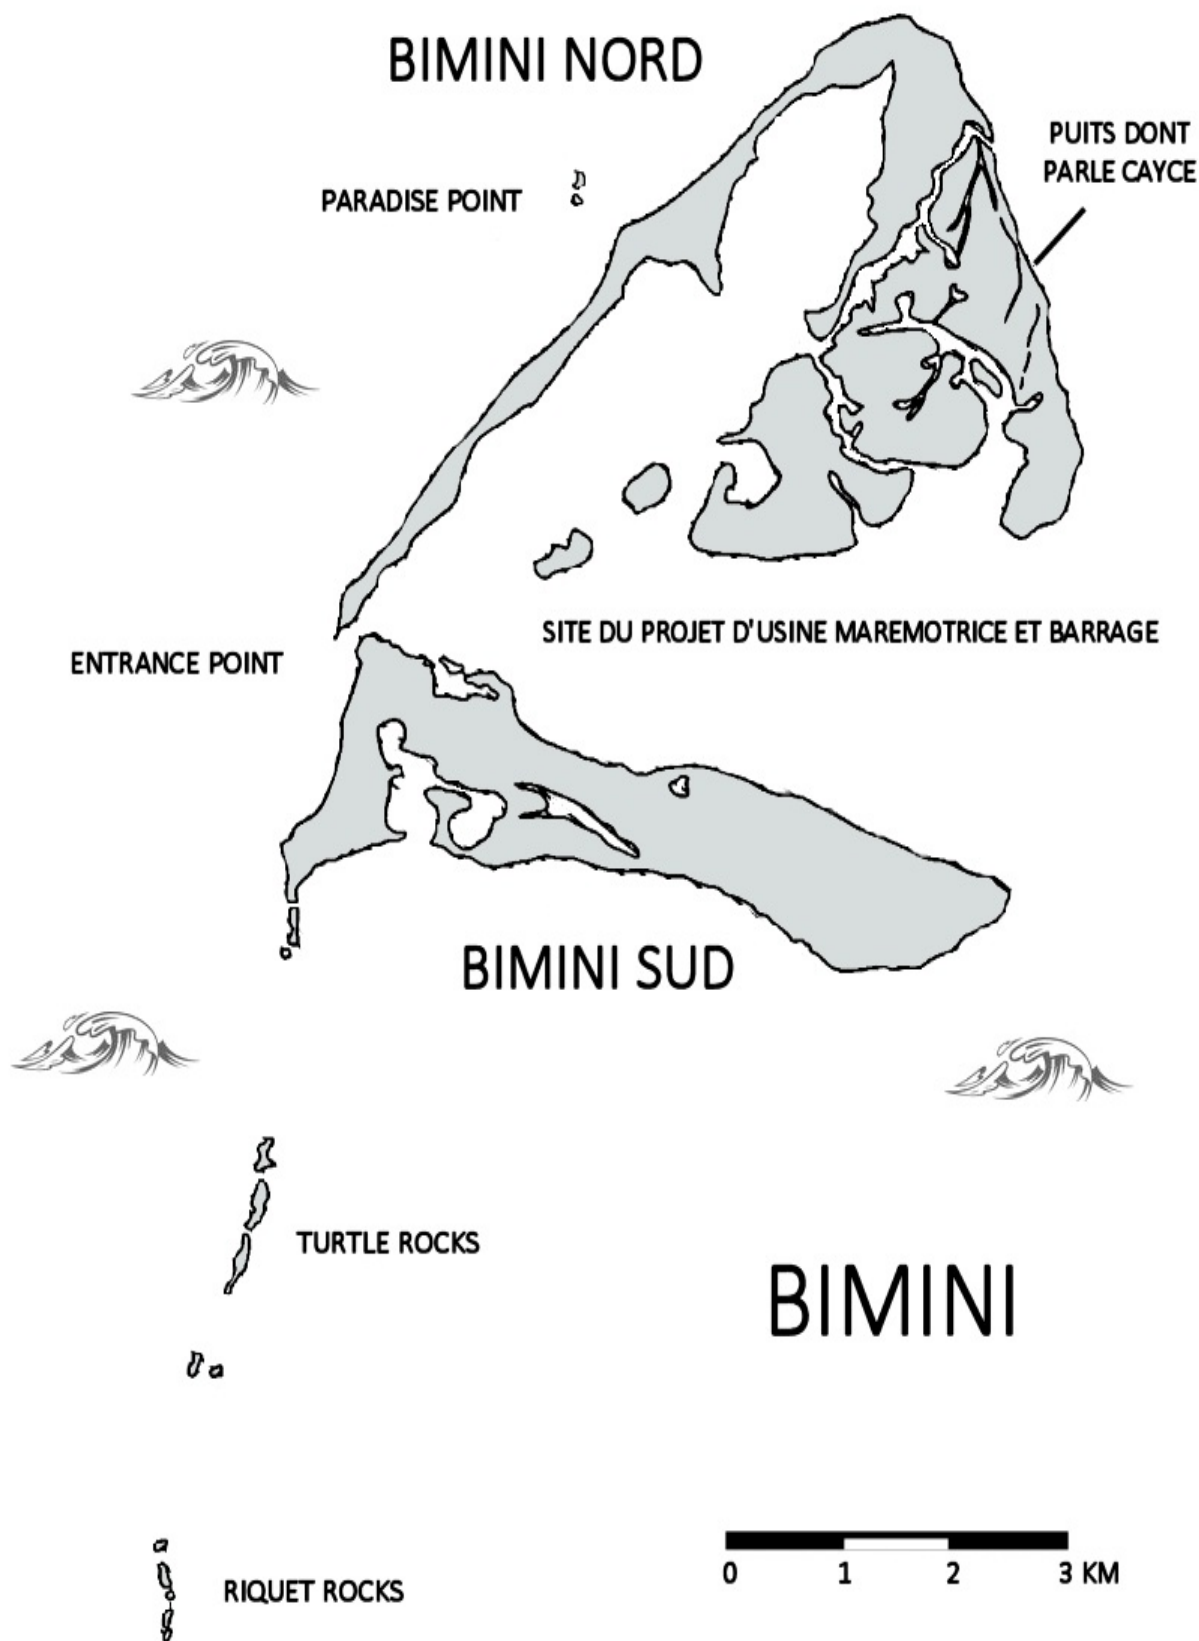 BIMINI NORD
PUITS DONT
PARLE CAYCE
PARADISE POINT
SITE DU PROJET D'USINE MAREMOTRICE ET BARRAGE
ENTRANCE POINT
BIMINI SUD
TURTLE ROCKS
BIMINI
0 1 2 3 KM
RIQUET ROCKS